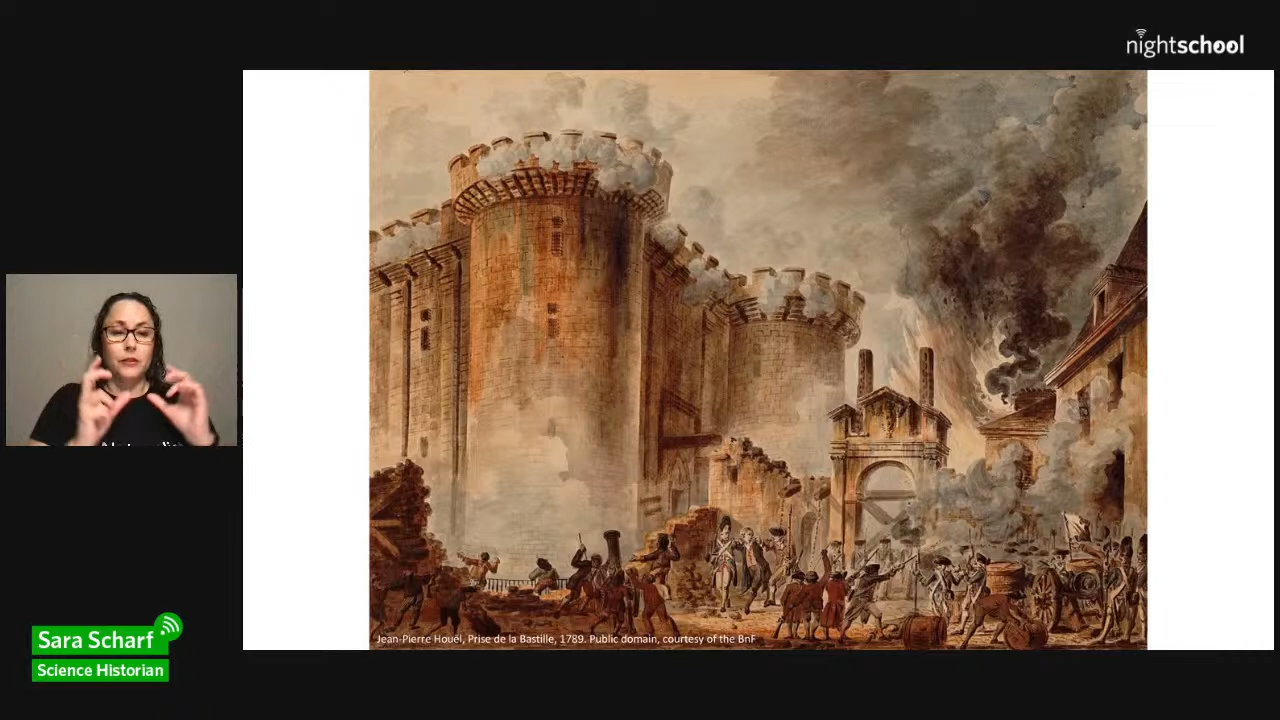 nightschool
Jean-Pierre Houël, Prise de la Bastille, 1789. Public domain, courtesy of the BnF
Sara Scharf
Science Historian